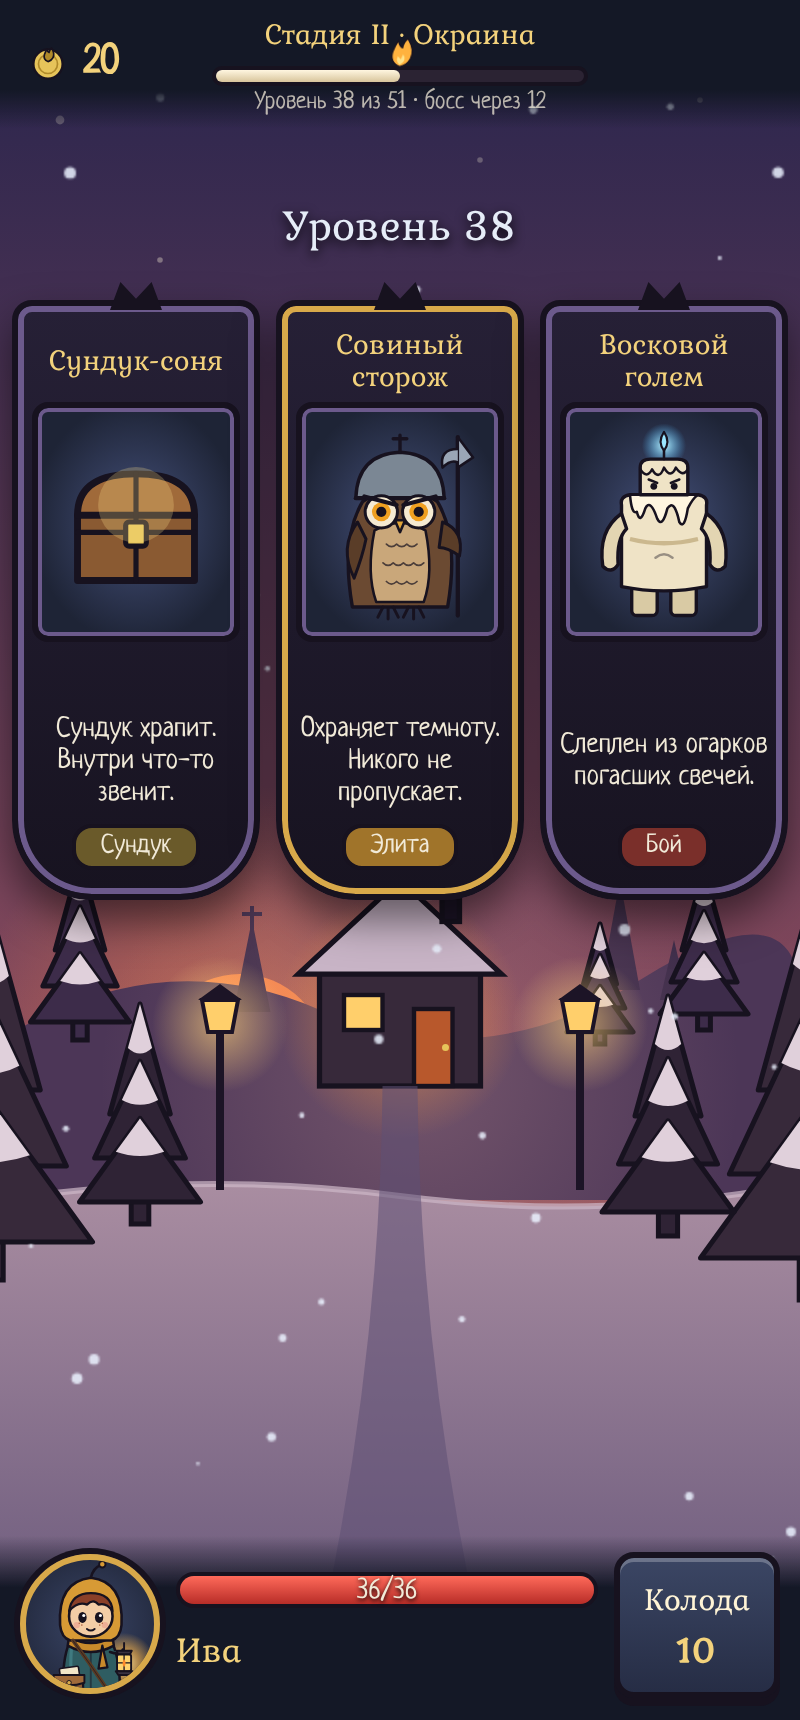 20
Стадия II · Окраина
Уровень 38 из 51 · босс через 12
Уровень 38
Сундук-соня
Сундук храпит.
Внутри что-то
звенит.
Сундук
Совиный
сторож
Охраняет темноту.
Никого не
пропускает.
Элита
Восковой
голем
Слеплен из огарков
погасших свечей.
Бой
36/36
Ива
Колода
10